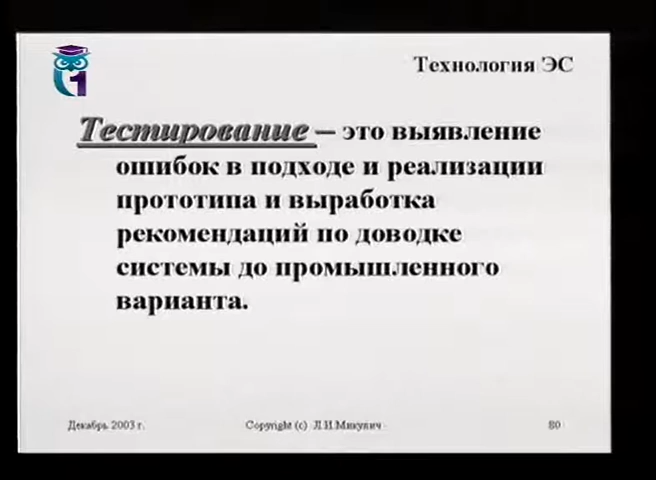 1
Технология ЭС
Тестирование – это выявление
ошибок в подходе и реализации
прототипа и выработка
рекомендаций по доводке
системы до промышленного
варианта.
Декабрь 2003 г.
Copyright (c) Л.И.Микулич
80